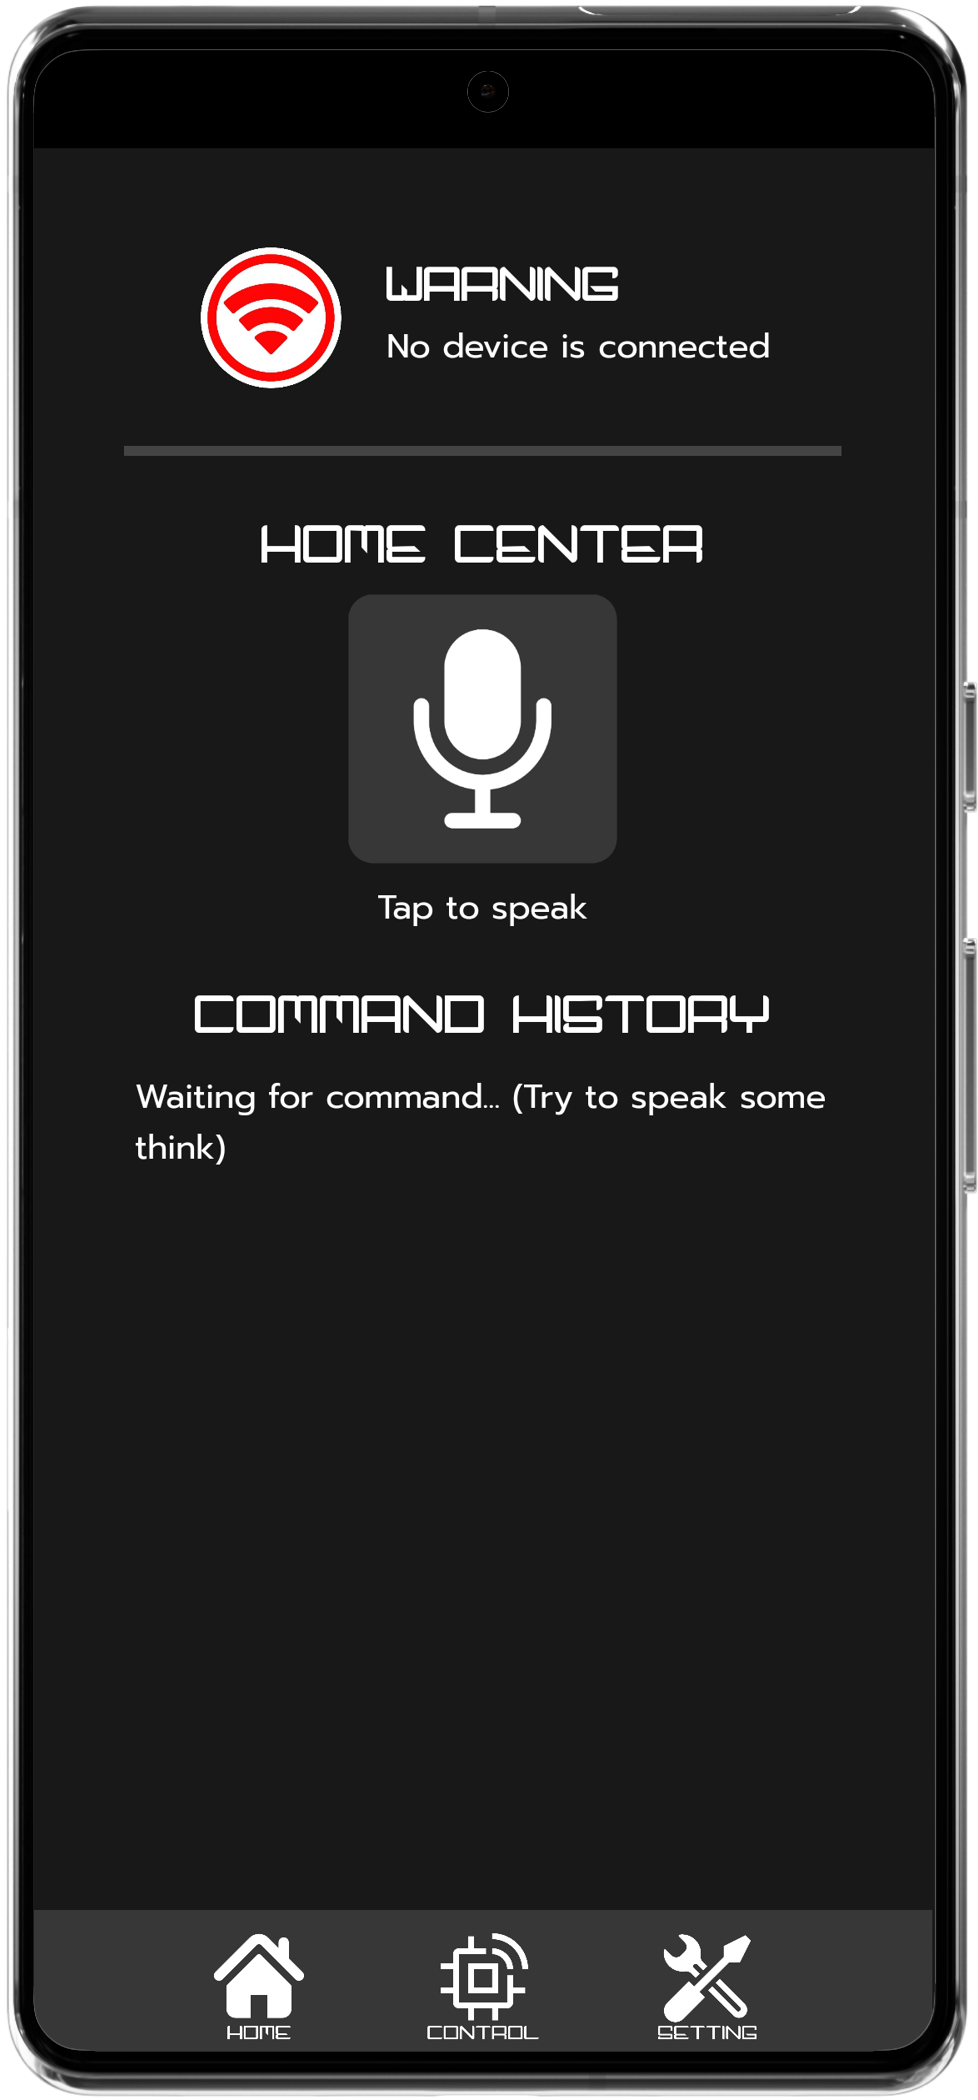 WARNING
No device is connected
HOME CENTER
Tap to speak
COMMAND HISTORY
Waiting for command... (Try to speak some
think)
HOME
CONTROL
SETTING